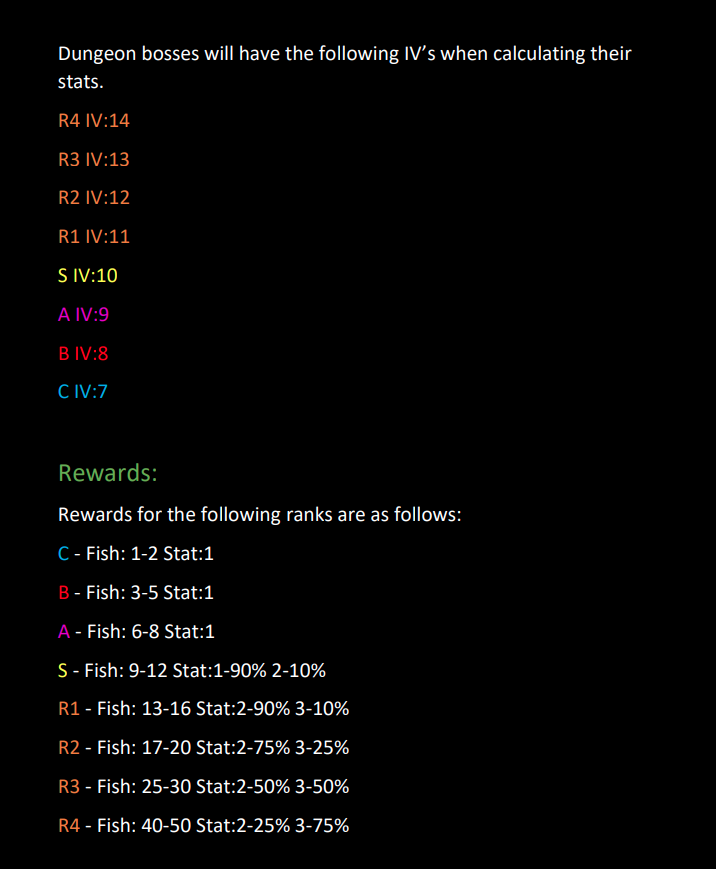 Dungeon bosses will have the following IV’s when calculating their
stats.
R4 IV:14
R3 IV:13
R2 IV:12
R1 IV:11
S IV:10
A IV:9
B IV:8
C IV:7
Rewards:
Rewards for the following ranks are as follows:
C - Fish: 1-2 Stat:1
B - Fish: 3-5 Stat:1
A - Fish: 6-8 Stat:1
S - Fish: 9-12 Stat:1-90% 2-10%
R1 - Fish: 13-16 Stat:2-90% 3-10%
R2 - Fish: 17-20 Stat:2-75% 3-25%
R3 - Fish: 25-30 Stat:2-50% 3-50%
R4 - Fish: 40-50 Stat:2-25% 3-75%